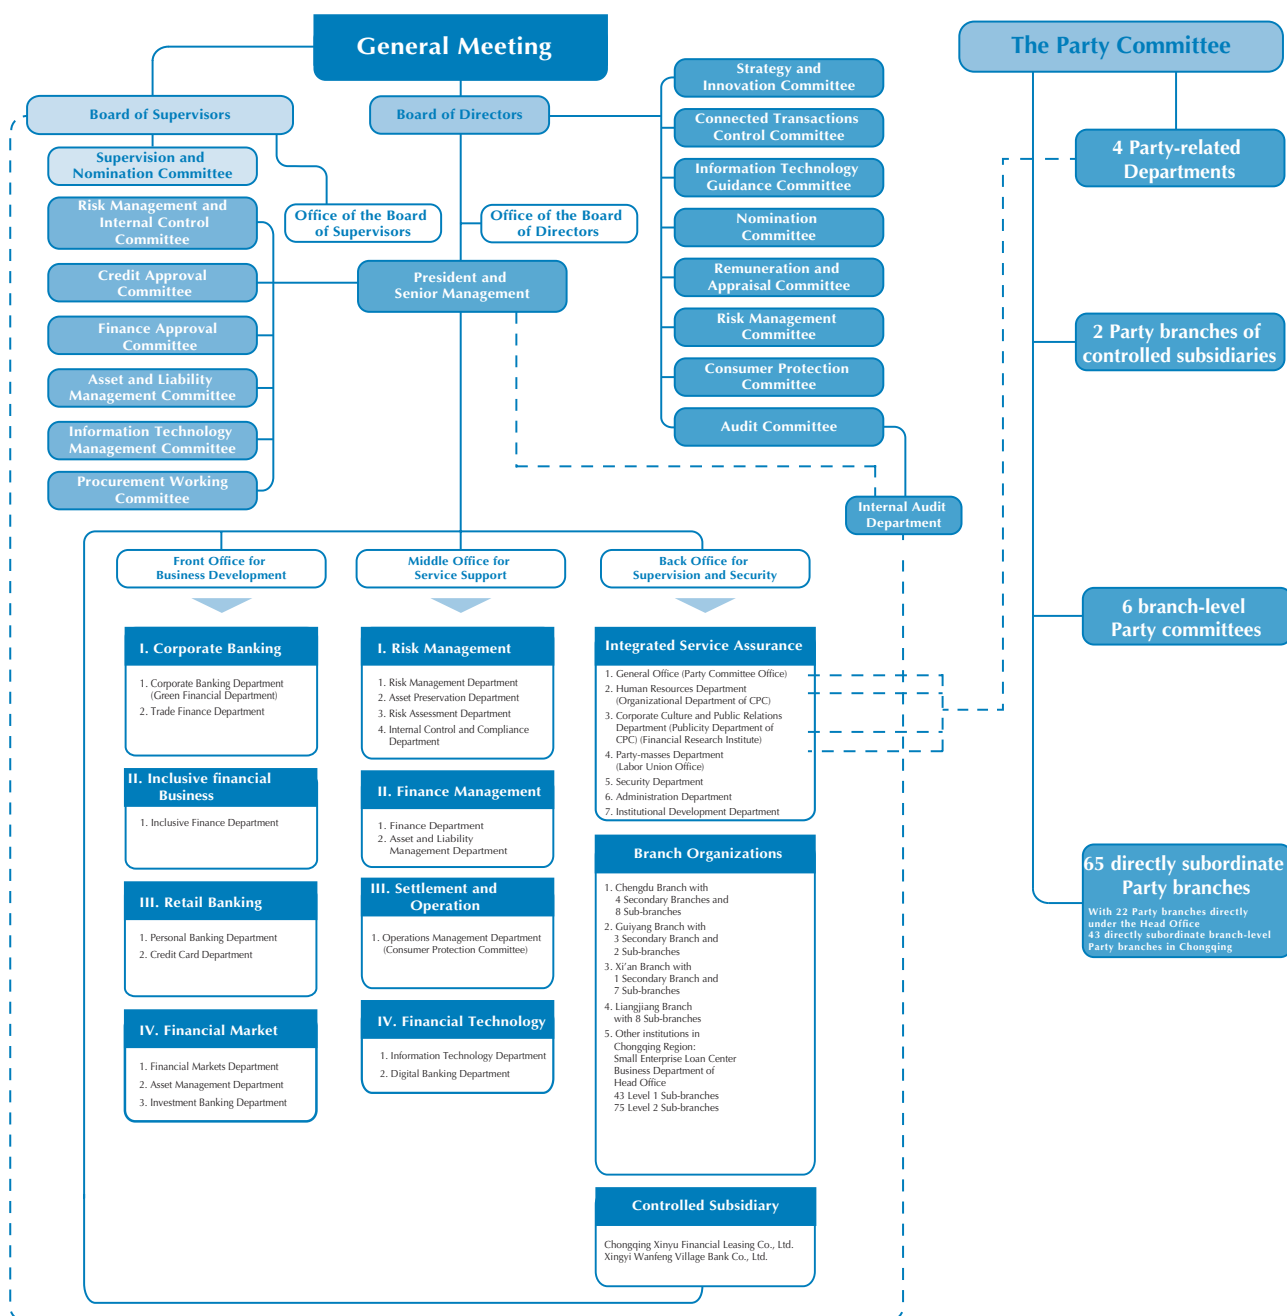 General Meeting
The Party Committee
Board of Supervisors
Board of Directors
Supervision and
Nomination Committee
Risk Management and
Internal Control
Committee
Credit Approval
Committee
Finance Approval
Committee
Asset and Liability
Management Committee
Information Technology
Management Committee
Procurement Working
Committee
Office of the Board
of Supervisors
Office of the Board
of Directors
President and
Senior Management
Strategy and
Innovation Committee
Connected Transactions
Control Committee
Information Technology
Guidance Committee
Nomination
Committee
Remuneration and
Appraisal Committee
Risk Management
Committee
Consumer Protection
Committee
Audit Committee
Internal Audit
Department
4 Party-related
Departments
2 Party branches of
controlled subsidiaries
6 branch-level
Party committees
65 directly subordinate
Party branches
With 22 Party branches directly
under the Head Office
43 directly subordinate branch-level
Party branches in Chongqing
Front Office for
Business Development
I. Corporate Banking
1. Corporate Banking Department
(Green Financial Department)
2. Trade Finance Department
II. Inclusive financial
Business
1. Inclusive Finance Department
III. Retail Banking
1. Personal Banking Department
2. Credit Card Department
IV. Financial Market
1. Financial Markets Department
2. Asset Management Department
3. Investment Banking Department
Middle Office for
Service Support
I. Risk Management
1. Risk Management Department
2. Asset Preservation Department
3. Risk Assessment Department
4. Internal Control and Compliance
Department
II. Finance Management
1. Finance Department
2. Asset and Liability
Management Department
III. Settlement and
Operation
1. Operations Management Department
(Consumer Protection Committee)
IV. Financial Technology
1. Information Technology Department
2. Digital Banking Department
Back Office for
Supervision and Security
Integrated Service Assurance
1. General Office (Party Committee Office)
2. Human Resources Department
(Organizational Department of CPC)
3. Corporate Culture and Public Relations
Department (Publicity Department of
CPC) (Financial Research Institute)
4. Party-masses Department
(Labor Union Office)
5. Security Department
6. Administration Department
7. Institutional Development Department
Branch Organizations
1. Chengdu Branch with
4 Secondary Branches and
8 Sub-branches
2. Guiyang Branch with
3 Secondary Branch and
2 Sub-branches
3. Xi’an Branch with
1 Secondary Branch and
7 Sub-branches
4. Liangjiang Branch
with 8 Sub-branches
5. Other institutions in
Chongqing Region:
Small Enterprise Loan Center
Business Department of
Head Office
43 Level 1 Sub-branches
75 Level 2 Sub-branches
Controlled Subsidiary
Chongqing Xinyu Financial Leasing Co., Ltd.
Xingyi Wanfeng Village Bank Co., Ltd.